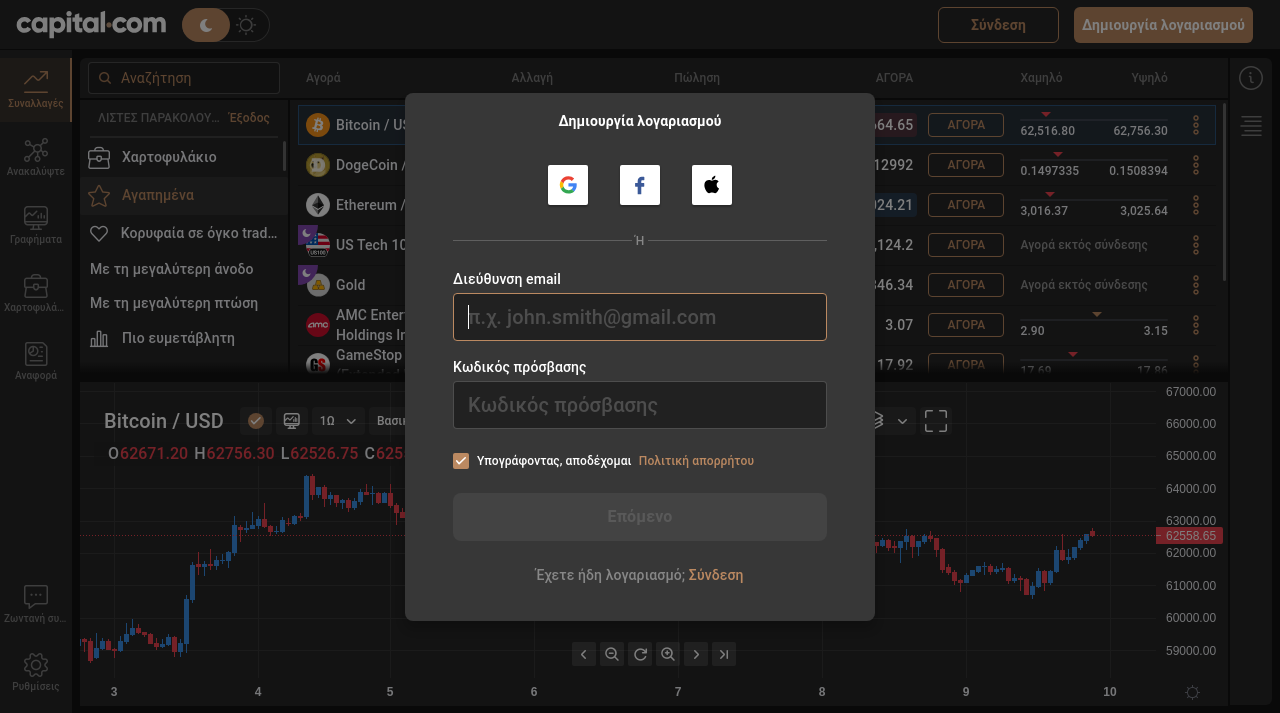 capital.com
Σύνδεση
Δημιουργία λογαριασμού
Συναλλαγές
Ανακαλύψτε
Γραφήματα
Χαρτοφυλά...
Αναφορά
Ζωντανή συ...
Ρυθμίσεις
Αναζήτηση
ΛΙΣΤΕΣ ΠΑΡΑΚΟΛΟΥ... Έξοδος
Χαρτοφυλάκιο
Αγαπημένα
Κορυφαία σε όγκο trad...
Με τη μεγαλύτερη άνοδο
Με τη μεγαλύτερη πτώση
Πιο ευμετάβλητη
Αγορά Αλλαγή Πώληση ΑΓΟΡΑ Χαμηλό Υψηλό
Bitcoin / US 64.65 ΑΓΟΡΑ 62,516.80 62,756.30
DogeCoin / 12992 ΑΓΟΡΑ 0.1497335 0.1508394
Ethereum / 24.21 ΑΓΟΡΑ 3,016.37 3,025.64
US100 US Tech 10 ,124.2 ΑΓΟΡΑ Αγορά εκτός σύνδεσης
Gold 46.34 ΑΓΟΡΑ Αγορά εκτός σύνδεσης
amc AMC Enter
Holdings In 3.07 ΑΓΟΡΑ 2.90 3.15
GameStop 17.92 ΑΓΟΡΑ 17.69 17.86
Δημιουργία λογαριασμού
Ή
Διεύθυνση email
π.χ. john.smith@gmail.com
Κωδικός πρόσβασης
Κωδικός πρόσβασης
Υπογράφοντας, αποδέχομαι Πολιτική απορρήτου
Επόμενο
Έχετε ήδη λογαριασμό; Σύνδεση
Bitcoin / USD 1Ω Βασικ
O62671.20 H62756.30 L62526.75 C625
67000.00
66000.00
65000.00
64000.00
63000.00
62558.65
62000.00
61000.00
60000.00
59000.00
3 4 5 6 7 8 9 10